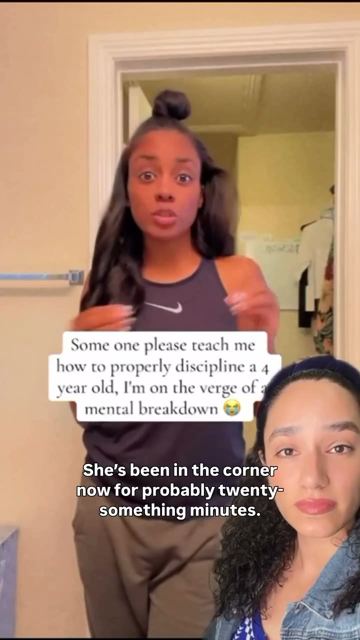 Some one please teach me
how to properly discipline a 4
year old, I'm on the verge of a
mental breakdown 😭
She's been in the corner
now for probably twenty-
something minutes.